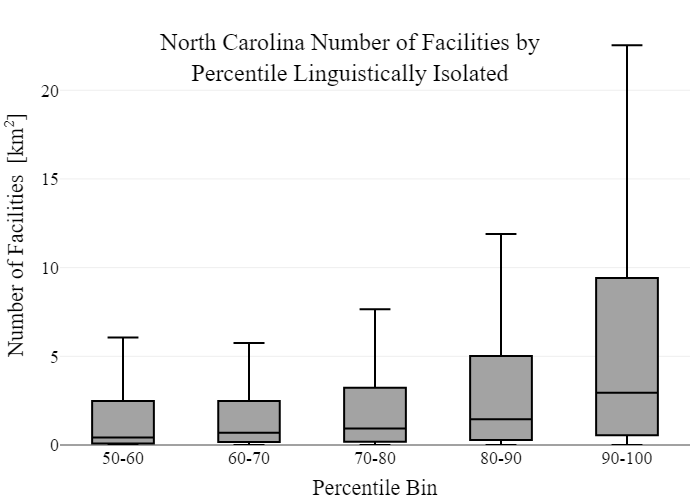 North Carolina Number of Facilities by
Percentile Linguistically Isolated
Number of Facilities [km²]
20
15
10
5
0
50-60
60-70
70-80
80-90
90-100
Percentile Bin